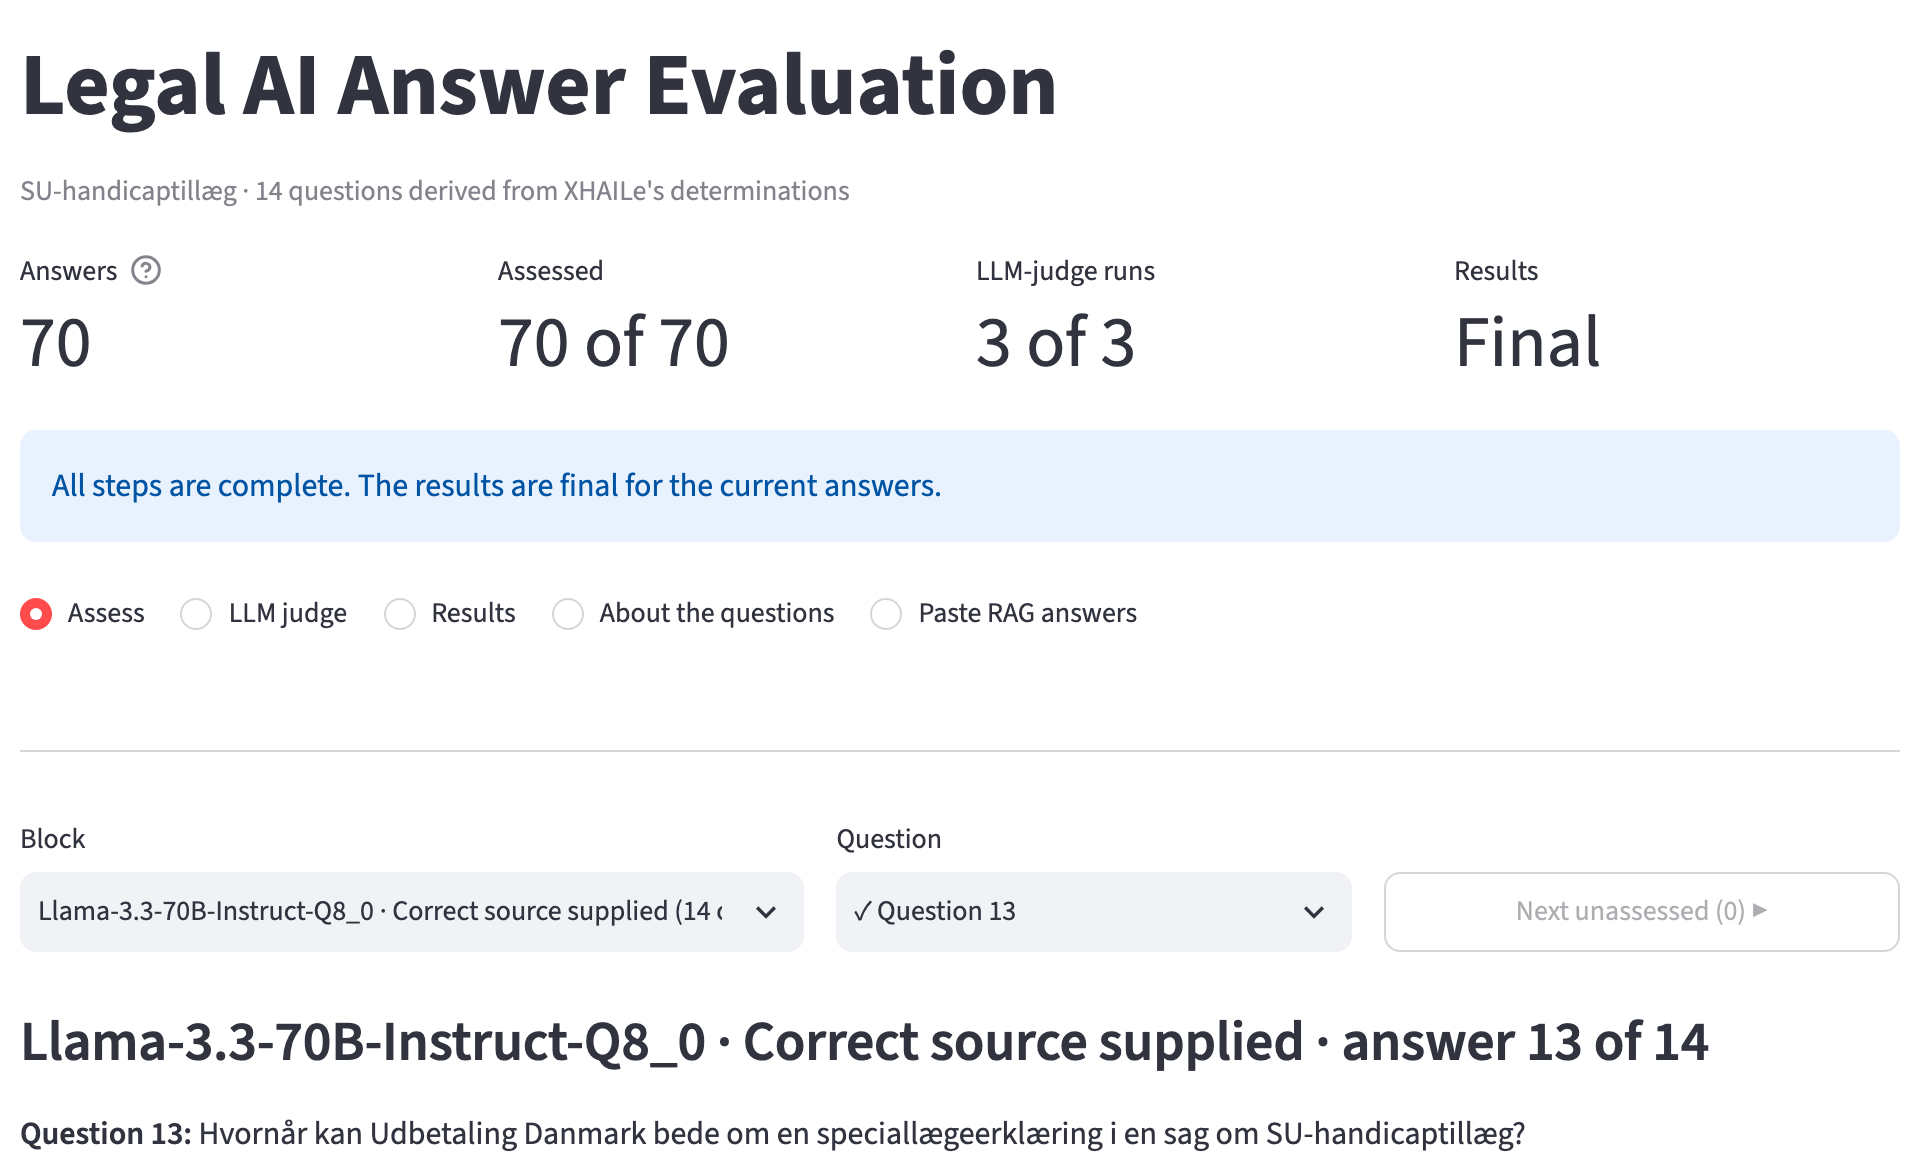 Legal AI Answer Evaluation
SU-handicaptillæg · 14 questions derived from XHAILe's determinations
Answers ?
70
Assessed
70 of 70
LLM-judge runs
3 of 3
Results
Final
All steps are complete. The results are final for the current answers.
Assess LLM judge Results About the questions Paste RAG answers
Block
Llama-3.3-70B-Instruct-Q8_0 · Correct source supplied (14
Question
✓ Question 13
Next unassessed (0) ▶
Llama-3.3-70B-Instruct-Q8_0 · Correct source supplied · answer 13 of 14
Question 13: Hvornår kan Udbetaling Danmark bede om en speciallægeerklæring i en sag om SU-handicaptillæg?